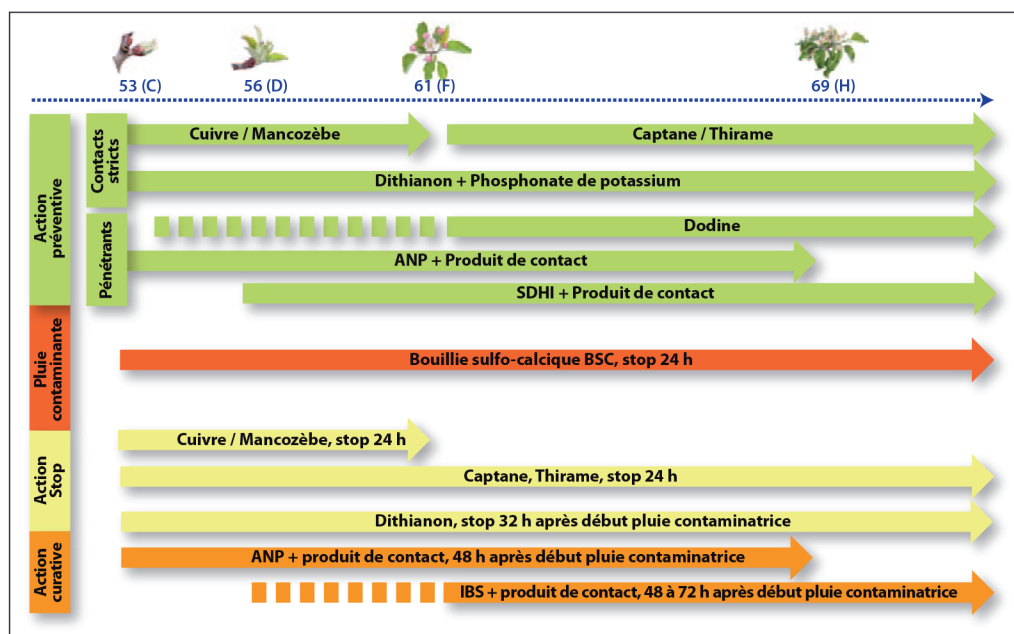 53 (C)
56 (D)
61 (F)
69 (H)
Action
préventive
Contacts
stricts
Cuivre / Mancozèbe
Captane / Thirame
Dithianon + Phosphonate de potassium
Pénétrants
Dodine
ANP + Produit de contact
SDHI + Produit de contact
Pluie
contaminante
Bouillie sulfo-calcique BSC, stop 24 h
Action
Stop
Cuivre / Mancozèbe, stop 24 h
Captane, Thirame, stop 24 h
Dithianon, stop 32 h après début pluie contaminatrice
Action
curative
ANP + produit de contact, 48 h après début pluie contaminatrice
IBS + produit de contact, 48 à 72 h après début pluie contaminatrice